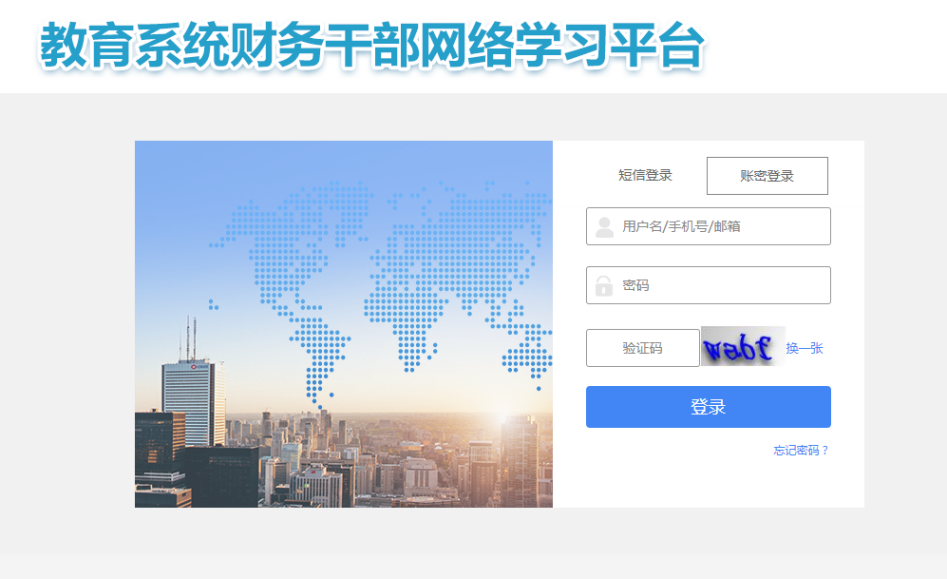 教育系统财务干部网络学习平台
短信登录
账密登录
用户名/手机号/邮箱
密码
验证码
换一张
登录
忘记密码？